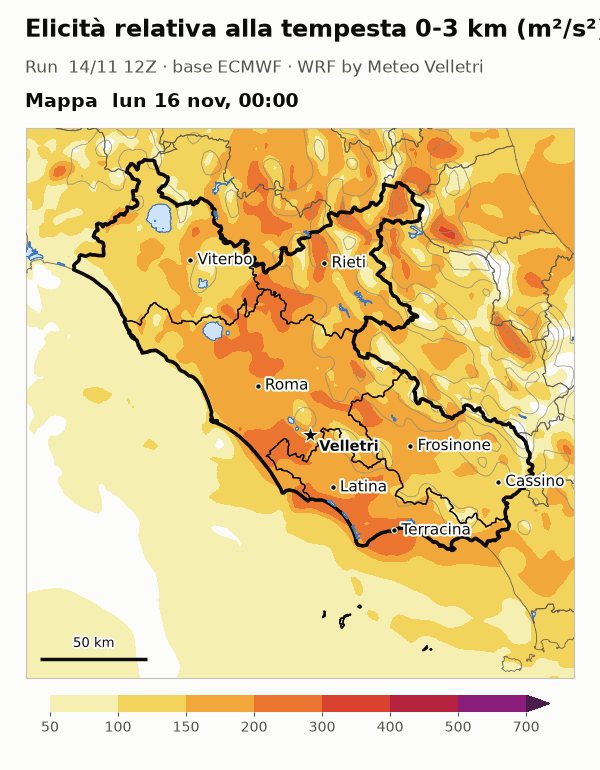 Elicità relativa alla tempesta 0-3 km (m²/s²)
Run  14/11 12Z · base ECMWF · WRF by Meteo Velletri
Mappa  lun 16 nov, 00:00
Viterbo
Rieti
Roma
Velletri
Frosinone
Cassino
Latina
Terracina
50 km
50 100 150 200 300 400 500 700